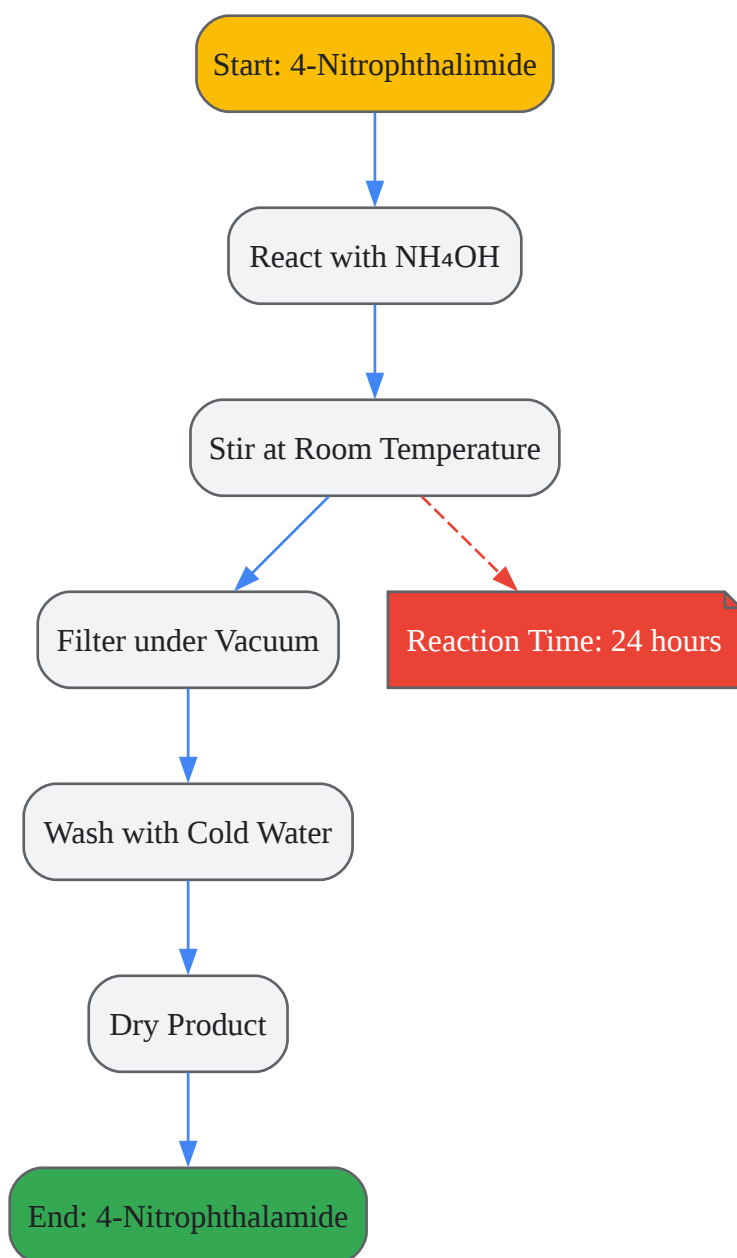 Start: 4-Nitrophthalimide
React with NH₄OH
Stir at Room Temperature
Filter under Vacuum
Reaction Time: 24 hours
Wash with Cold Water
Dry Product
End: 4-Nitrophthalamide